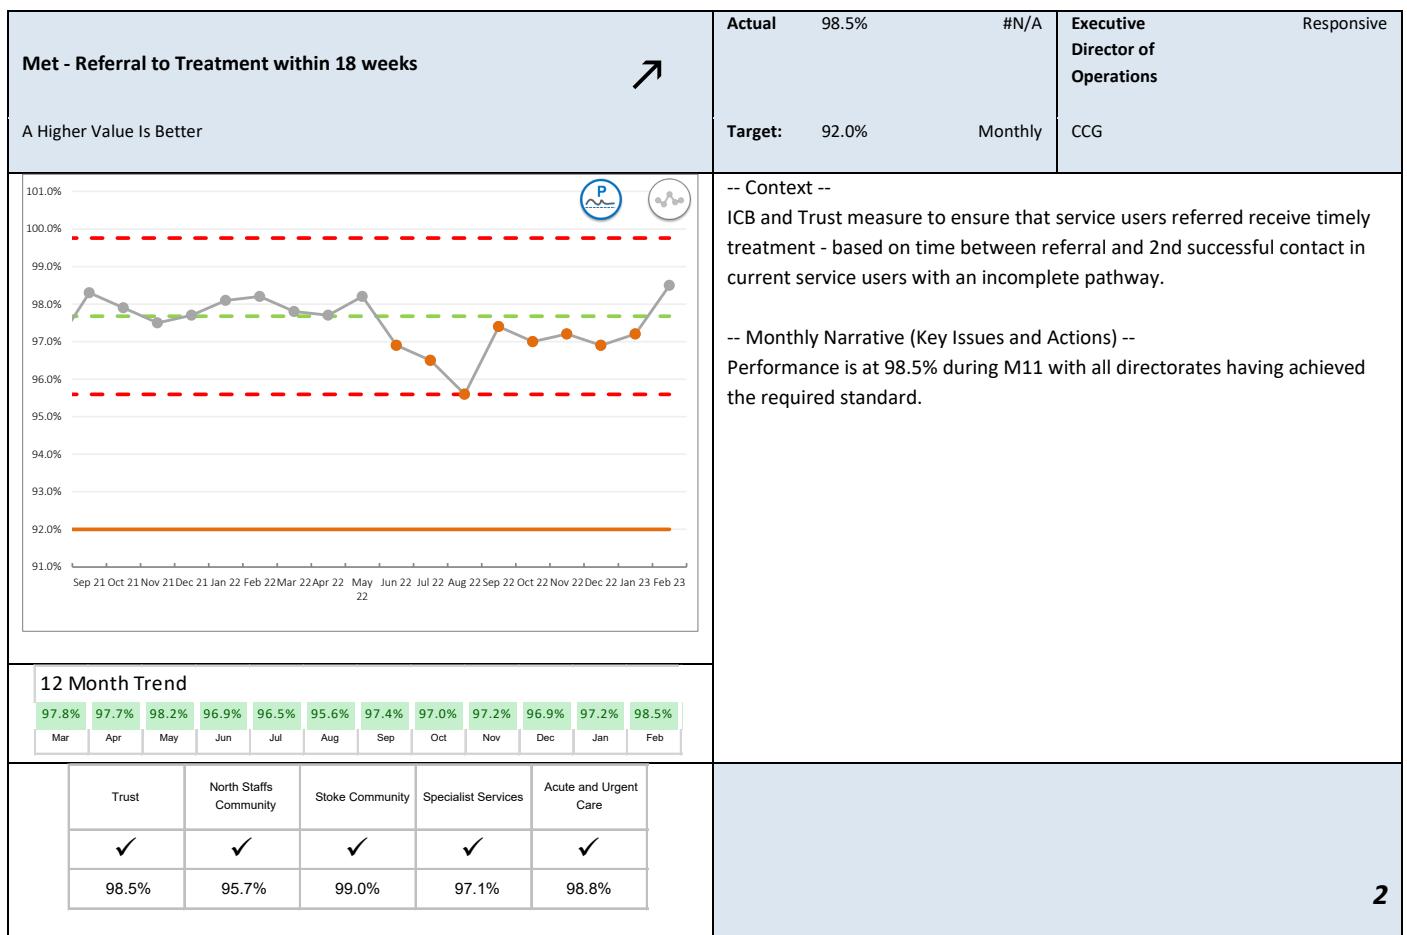 Met - Referral to Treatment within 18 weeks
A Higher Value Is Better
Actual 98.5% #N/A
Target: 92.0% Monthly
Executive Responsive
Director of
Operations
CCG
P
101.0%
100.0%
99.0%
98.0%
97.0%
96.0%
95.0%
94.0%
93.0%
92.0%
91.0%
Sep 21 Oct 21 Nov 21 Dec 21 Jan 22 Feb 22 Mar 22 Apr 22 May 22 Jun 22 Jul 22 Aug 22 Sep 22 Oct 22 Nov 22 Dec 22 Jan 23 Feb 23
-- Context --
ICB and Trust measure to ensure that service users referred receive timely
treatment - based on time between referral and 2nd successful contact in
current service users with an incomplete pathway.
-- Monthly Narrative (Key Issues and Actions) --
Performance is at 98.5% during M11 with all directorates having achieved
the required standard.
12 Month Trend
97.8% 97.7% 98.2% 96.9% 96.5% 95.6% 97.4% 97.0% 97.2% 96.9% 97.2% 98.5%
Mar Apr May Jun Jul Aug Sep Oct Nov Dec Jan Feb
Trust North Staffs Community Stoke Community Specialist Services Acute and Urgent Care
✓ ✓ ✓ ✓ ✓
98.5% 95.7% 99.0% 97.1% 98.8%
2